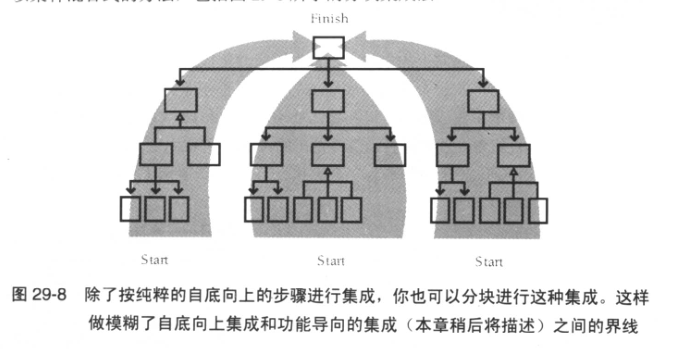 Finish
Start
Start
Start
图 29-8 除了按纯粹的自底向上的步骤进行集成，你也可以分块进行这种集成。这样
做模糊了自底向上集成和功能导向的集成（本章稍后将描述）之间的界线